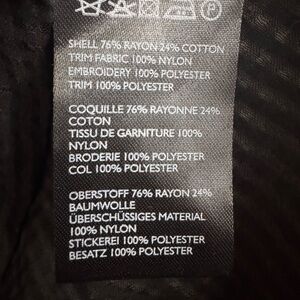 SHELL 76% RAYON 24% COTTON
TRIM FABRIC 100% NYLON
EMBROIDERY 100% POLYESTER
TRIM 100% POLYESTER
COQUILLE 76% RAYONNE 24%
COTON
TISSU DE GARNITURE 100%
NYLON
BRODERIE 100% POLYESTER
COL 100% POLYESTER
OBERSTOFF 76% RAYON 24%
BAUMWOLLE
ÜBERSCHÜSSIGES MATERIAL
100% NYLON
STICKEREI 100% POLYESTER
BESATZ 100% POLYESTER